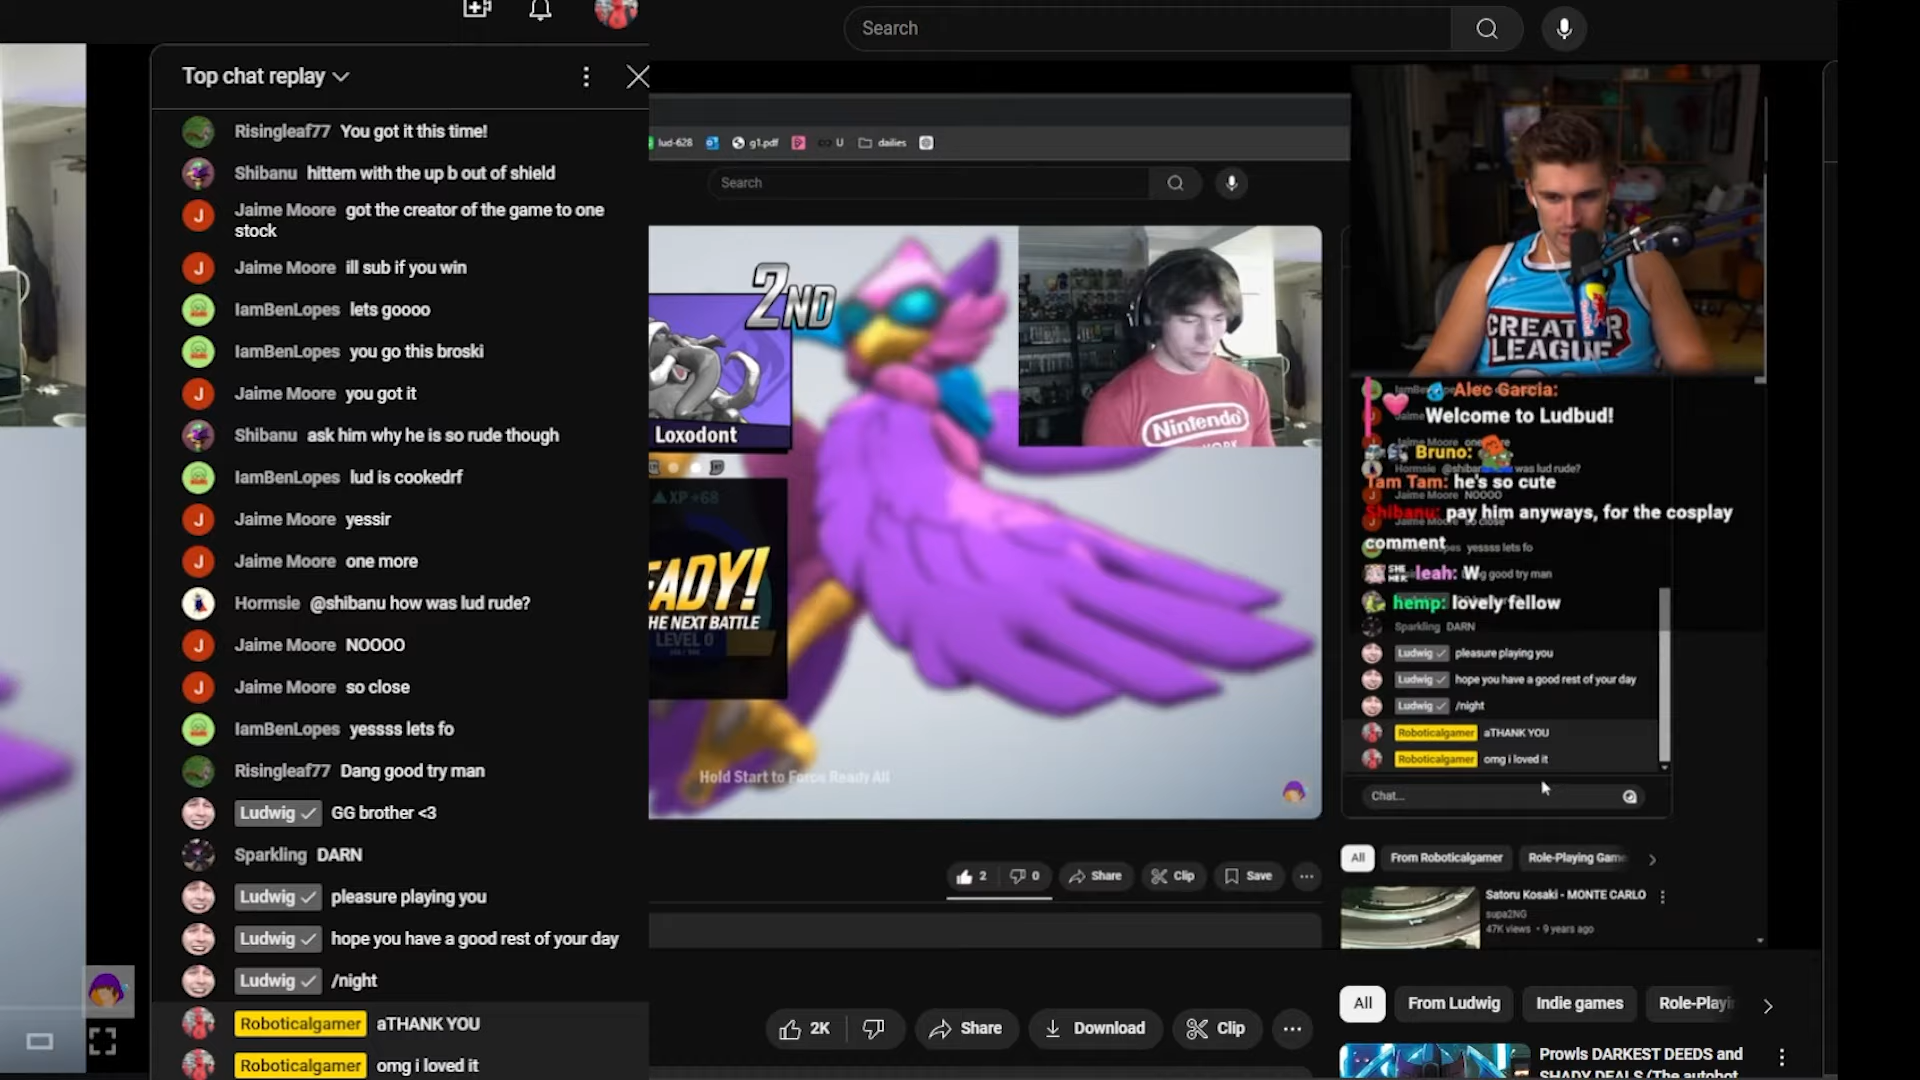 Top chat replay
Risingleaf77 You got it this time!
Shibanu hittem with the up b out of shield
Jaime Moore got the creator of the game to one
stock
Jaime Moore ill sub if you win
IamBenLopes lets goooo
IamBenLopes you go this broski
Jaime Moore you got it
Shibanu ask him why he is so rude though
IamBenLopes lud is cookedrf
Jaime Moore yessir
Jaime Moore one more
Hormsie @shibanu how was lud rude?
Jaime Moore NOOOO
Jaime Moore so close
IamBenLopes yessss lets fo
Risingleaf77 Dang good try man
Ludwig GG brother <3
Sparkling DARN
Ludwig pleasure playing you
Ludwig hope you have a good rest of your day
Ludwig /night
Roboticalgamer aTHANK YOU
Roboticalgamer omg i loved it
Search
lud-628 g1.pdf U dailies
Search
2ND
Loxodont
XP +68
EADY!
HE NEXT BATTLE
LEVEL 0
Hold Start to Force Ready All
Nintendo
CREATOR
LEAGUE
Alec Garcia:
Welcome to Ludbud!
Bruno:
was lud rude?
Tam Tam: he's so cute
Jaime Moore NOOOO
Shibanu: pay him anyways, for the cosplay
comment
yessss lets fo
leah: W
good try man
hemp: lovely fellow
Sparkling DARN
Ludwig pleasure playing you
Ludwig hope you have a good rest of your day
Ludwig /night
Roboticalgamer aTHANK YOU
Roboticalgamer omg i loved it
Chat...
2 0 Share Clip Save
All From Roboticalgamer Role-Playing Game
Satoru Kosaki - MONTE CARLO
supa2NG
47K views • 9 years ago
2K Share Download Clip
All From Ludwig Indie games Role-Playi
Prowls DARKEST DEEDS and
SHADY DEALS (The autobot